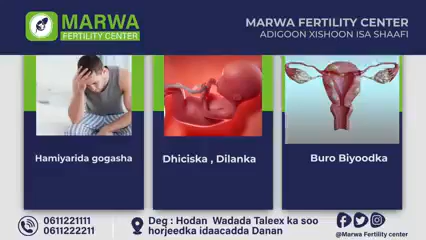 MARWA
FERTILITY CENTER
MARWA FERTILITY CENTER
ADIGOON XISHOON ISA SHAAFI
Hamiyarida gogasha
Dhiciska , Dilanka
Buro Biyoodka
0611221111
0611222211
Deg : Hodan Wadada Taleex ka soo
horjeedka idaacadda Danan
@Marwa Fertility center